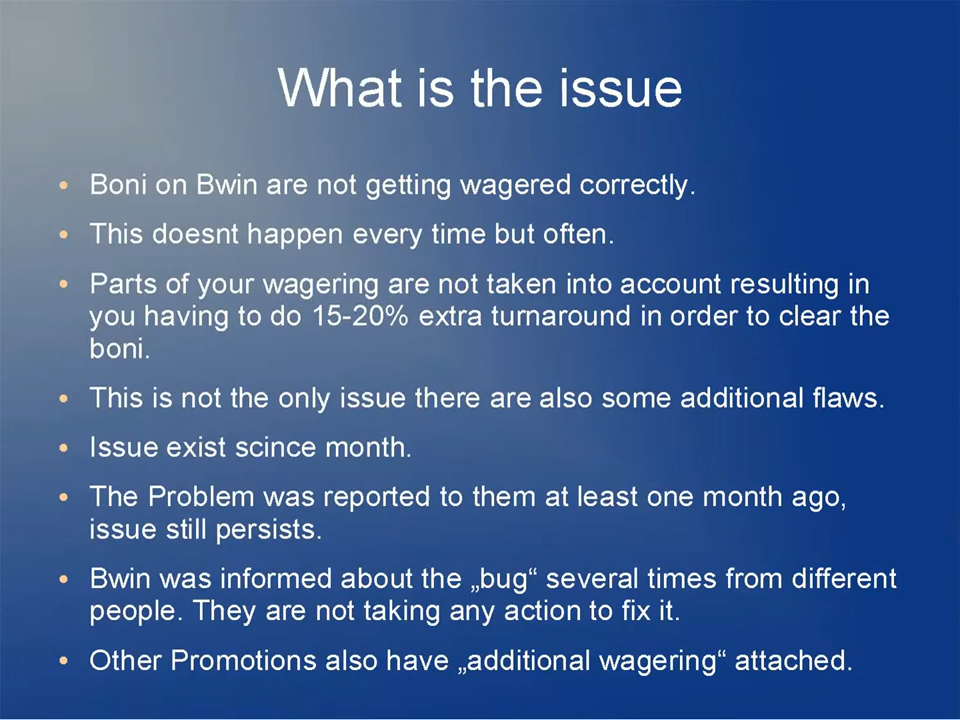 What is the issue
• Boni on Bwin are not getting wagered correctly.
• This doesnt happen every time but often.
• Parts of your wagering are not taken into account resulting in
you having to do 15-20% extra turnaround in order to clear the
boni.
• This is not the only issue there are also some additional flaws.
• Issue exist scince month.
• The Problem was reported to them at least one month ago,
issue still persists.
• Bwin was informed about the „bug“ several times from different
people. They are not taking any action to fix it.
• Other Promotions also have „additional wagering“ attached.